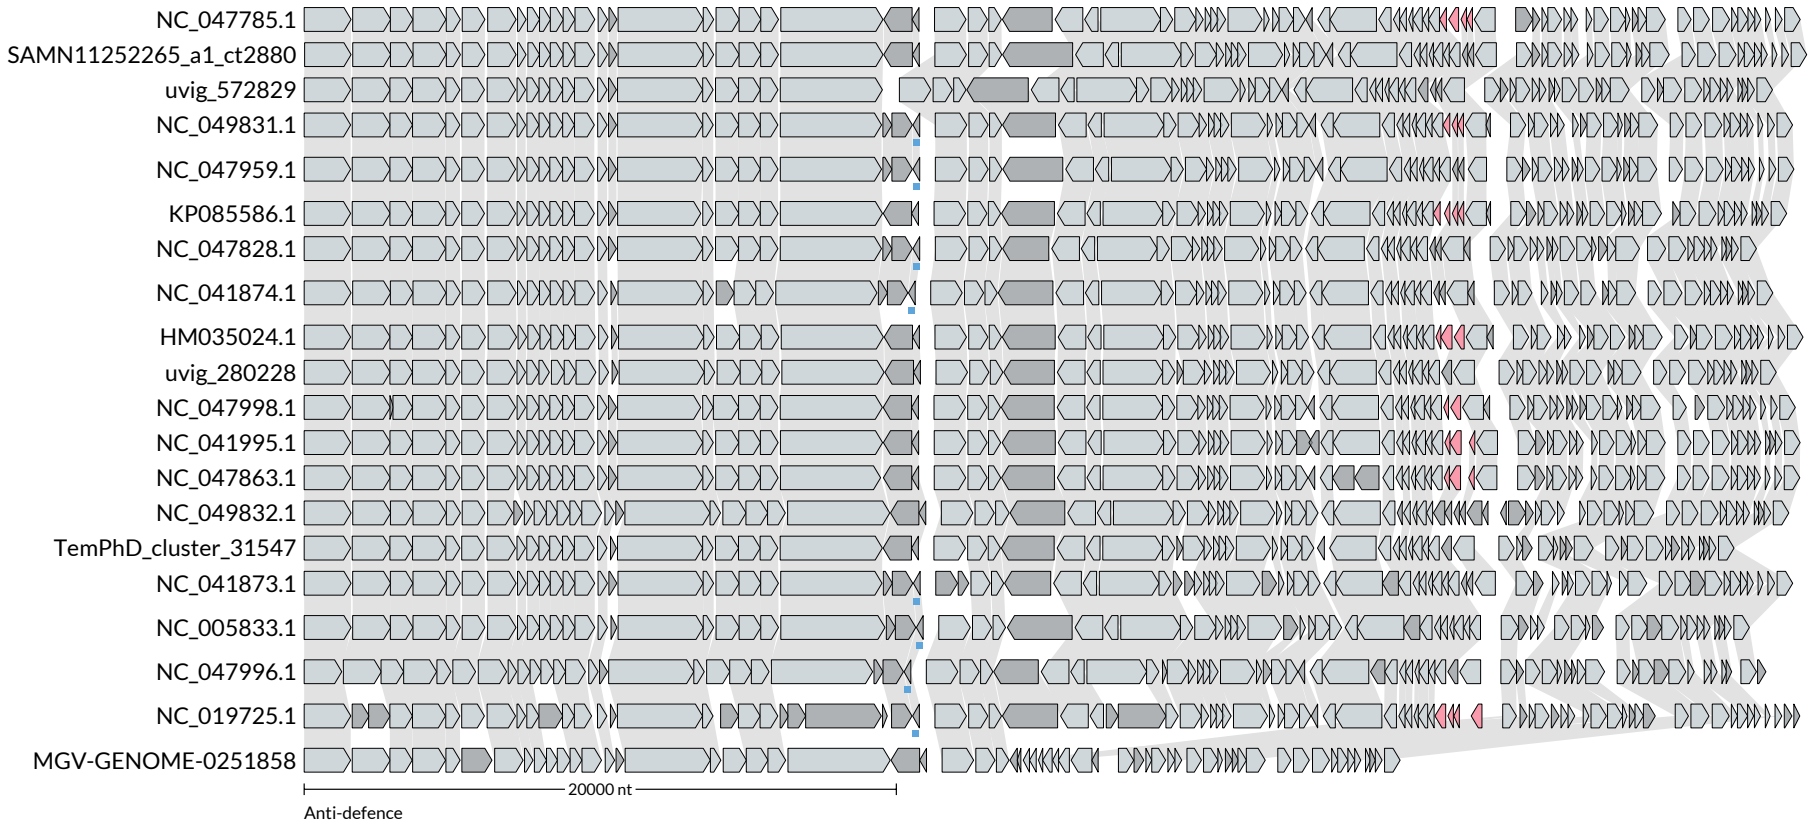 NC_047785.1
SAMN11252265_a1_ct2880
uvig_572829
NC_049831.1
NC_047959.1
KP085586.1
NC_047828.1
NC_041874.1
HM035024.1
uvig_280228
NC_047998.1
NC_041995.1
NC_047863.1
NC_049832.1
TemPhD_cluster_31547
NC_041873.1
NC_005833.1
NC_047996.1
NC_019725.1
MGV-GENOME-0251858
20000 nt
Anti-defence